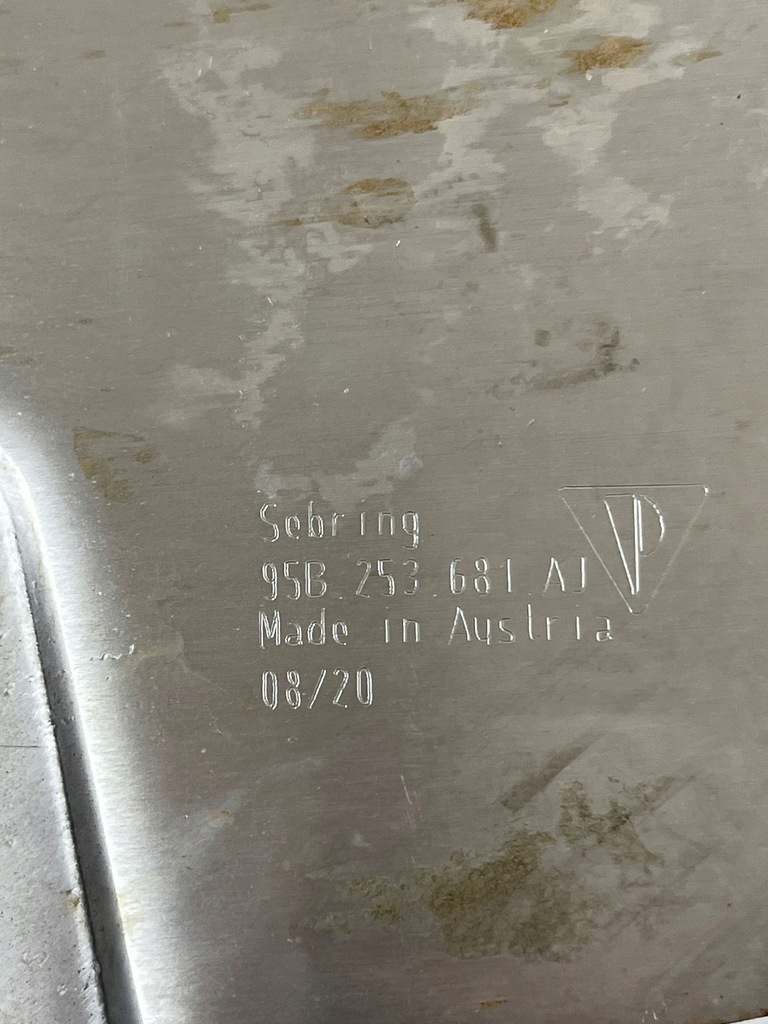 Sebring
95B.253.681.AJ
Made in Austria
08/20